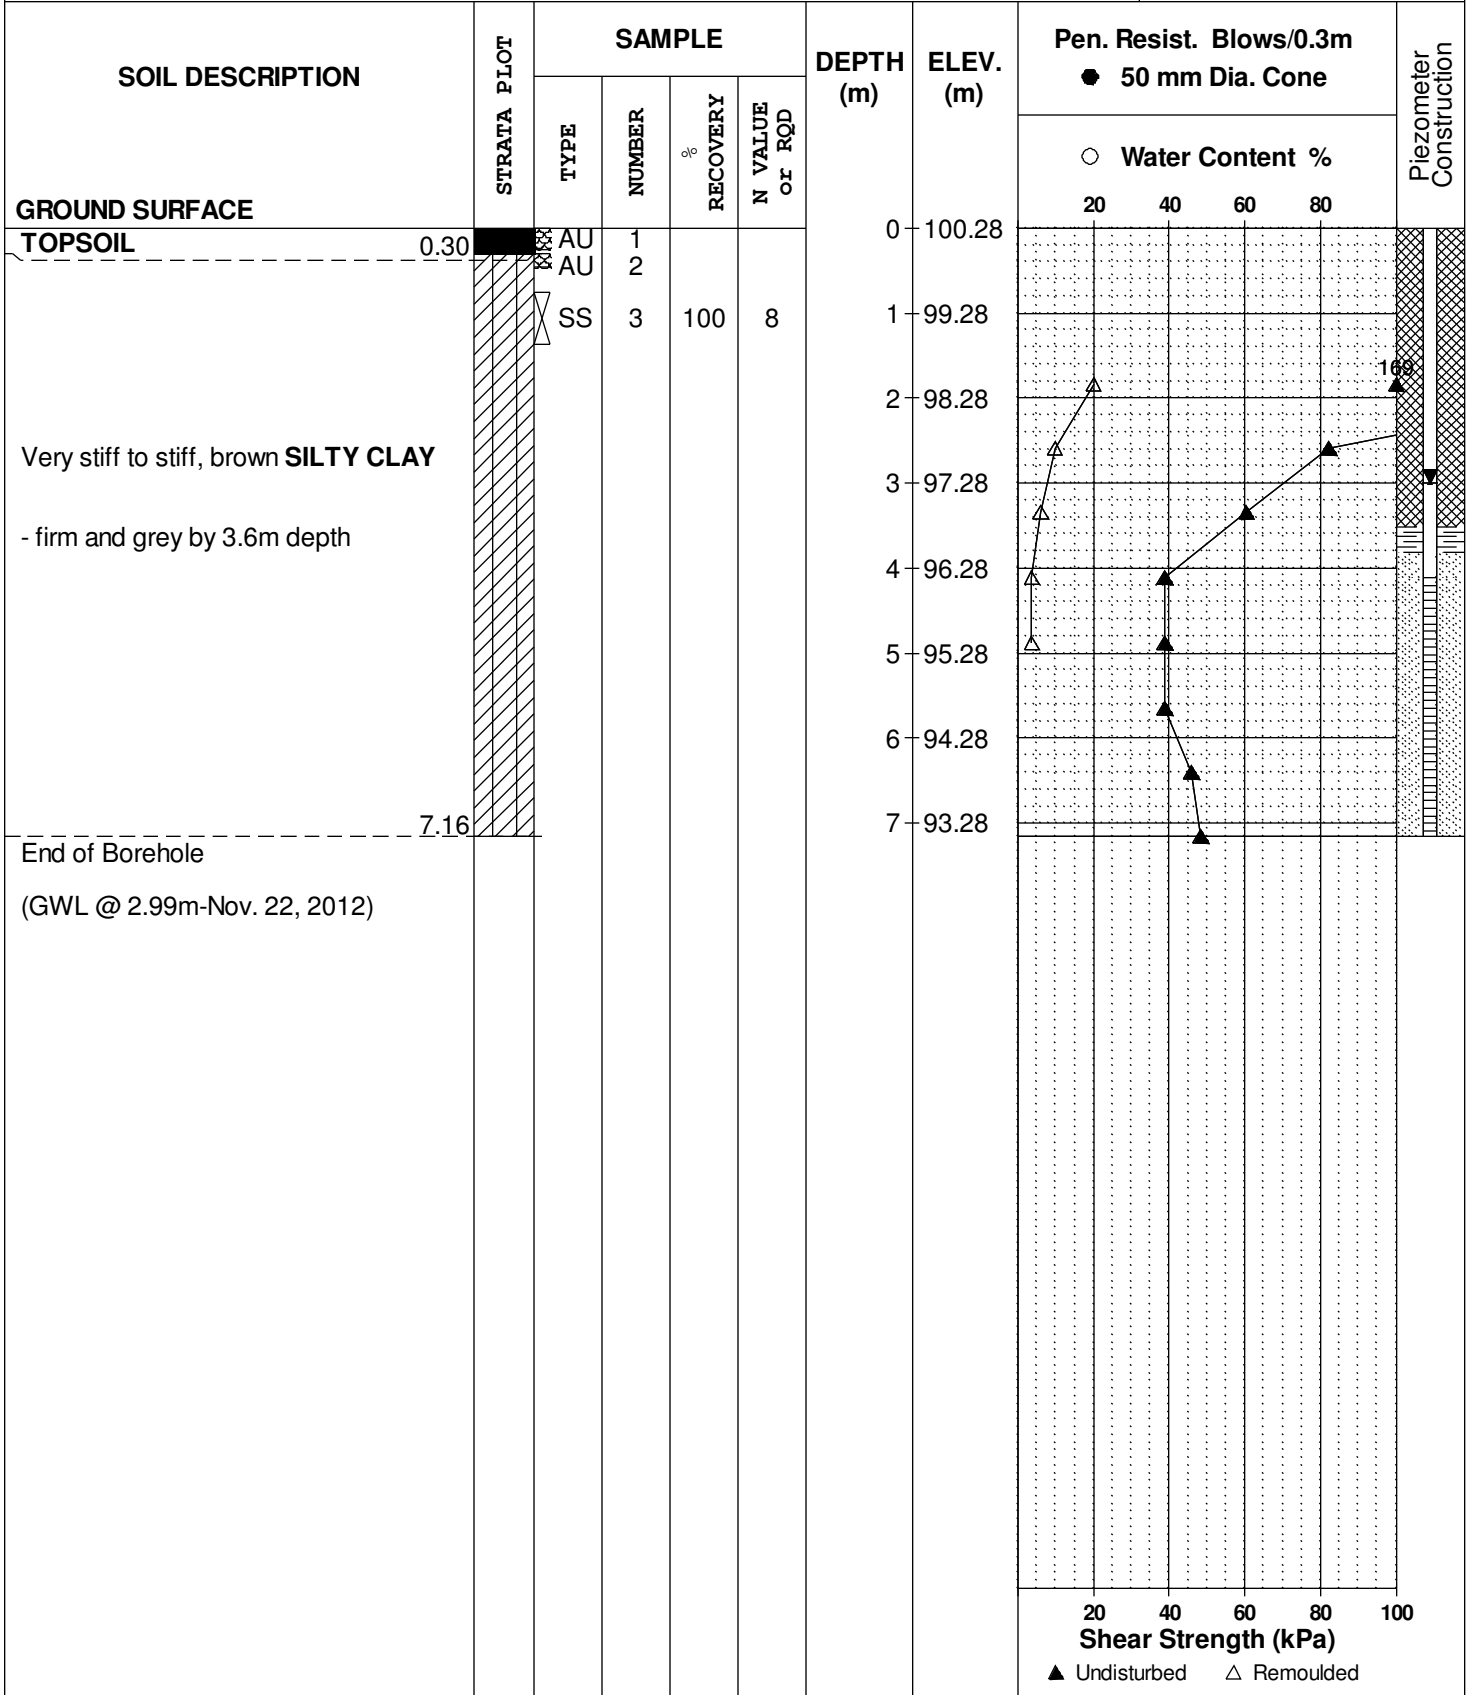 SOIL DESCRIPTION
GROUND SURFACE
STRATA PLOT
SAMPLE
TYPE
NUMBER
%
RECOVERY
N VALUE
or RQD
DEPTH
(m)
ELEV.
(m)
Pen. Resist. Blows/0.3m
● 50 mm Dia. Cone
○ Water Content %
20 40 60 80
Piezometer
Construction
TOPSOIL 0.30
AU 1
AU 2
SS 3 100 8
0 100.28
1 99.28
169
2 98.28
Very stiff to stiff, brown SILTY CLAY
3 97.28
- firm and grey by 3.6m depth
4 96.28
5 95.28
6 94.28
7.16
7 93.28
End of Borehole
(GWL @ 2.99m-Nov. 22, 2012)
20 40 60 80 100
Shear Strength (kPa)
▲ Undisturbed △ Remoulded